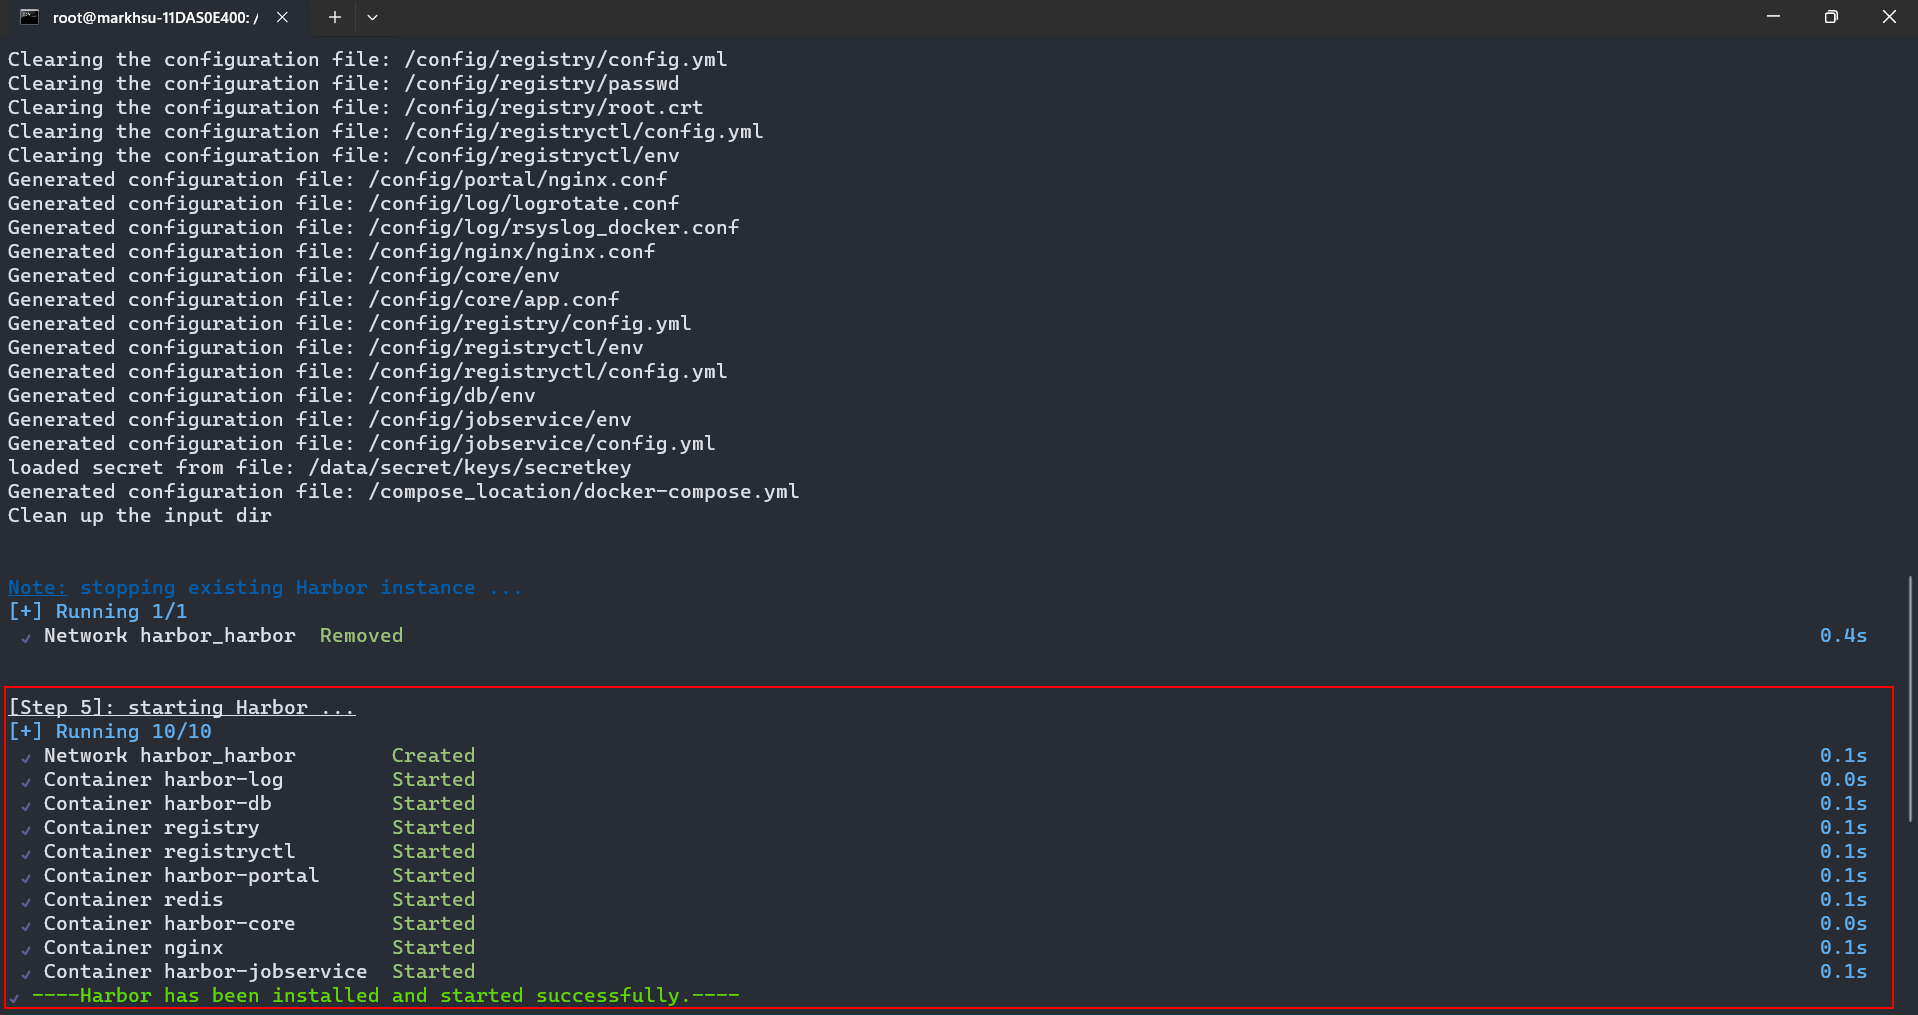 root@markhsu-11DAS0E400: /
Clearing the configuration file: /config/registry/config.yml
Clearing the configuration file: /config/registry/passwd
Clearing the configuration file: /config/registry/root.crt
Clearing the configuration file: /config/registryctl/config.yml
Clearing the configuration file: /config/registryctl/env
Generated configuration file: /config/portal/nginx.conf
Generated configuration file: /config/log/logrotate.conf
Generated configuration file: /config/log/rsyslog_docker.conf
Generated configuration file: /config/nginx/nginx.conf
Generated configuration file: /config/core/env
Generated configuration file: /config/core/app.conf
Generated configuration file: /config/registry/config.yml
Generated configuration file: /config/registryctl/env
Generated configuration file: /config/registryctl/config.yml
Generated configuration file: /config/db/env
Generated configuration file: /config/jobservice/env
Generated configuration file: /config/jobservice/config.yml
loaded secret from file: /data/secret/keys/secretkey
Generated configuration file: /compose_location/docker-compose.yml
Clean up the input dir
Note: stopping existing Harbor instance ...
[+] Running 1/1
✔ Network harbor_harbor  Removed 0.4s
[Step 5]: starting Harbor ...
[+] Running 10/10
✔ Network harbor_harbor Created 0.1s
✔ Container harbor-log Started 0.0s
✔ Container harbor-db Started 0.1s
✔ Container registry Started 0.1s
✔ Container registryctl Started 0.1s
✔ Container harbor-portal Started 0.1s
✔ Container redis Started 0.1s
✔ Container harbor-core Started 0.0s
✔ Container nginx Started 0.1s
✔ Container harbor-jobservice Started 0.1s
✔ ----Harbor has been installed and started successfully.----